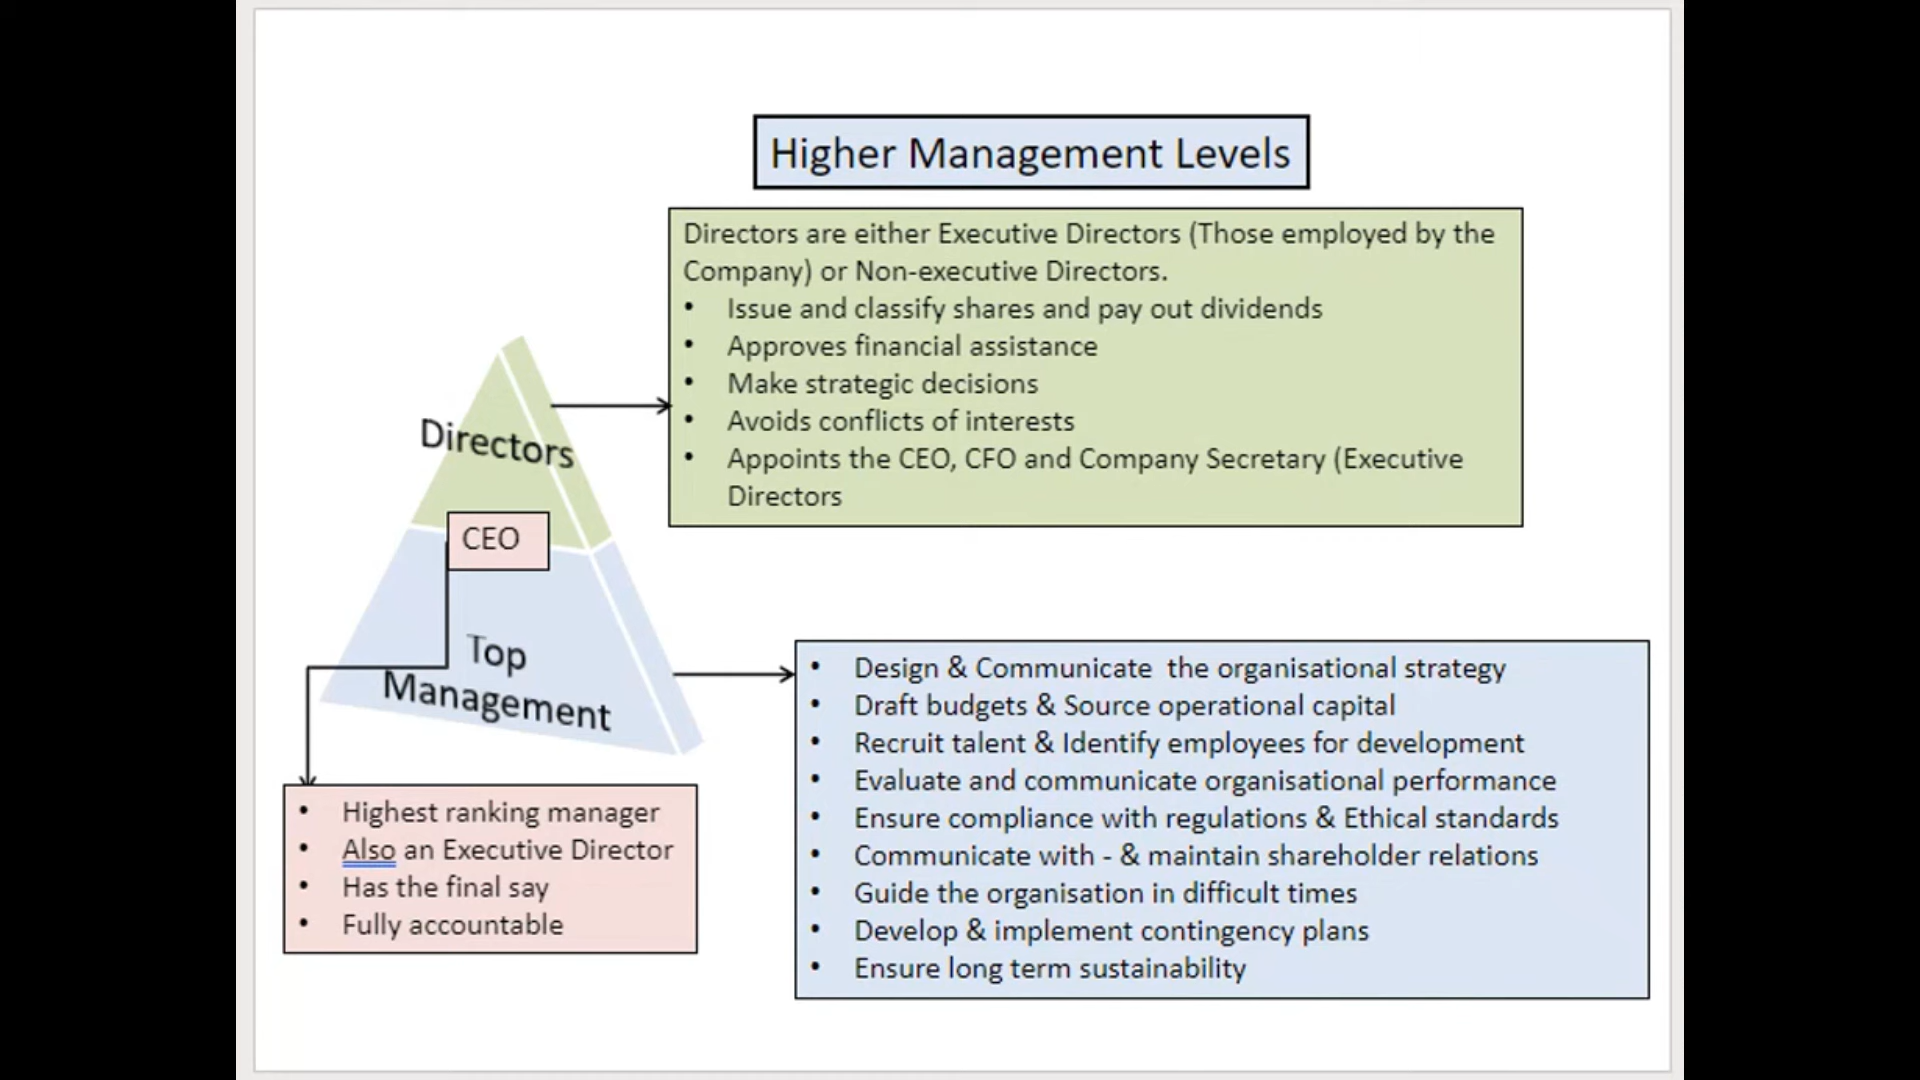 Higher Management Levels
Directors are either Executive Directors (Those employed by the
Company) or Non-executive Directors.
• Issue and classify shares and pay out dividends
• Approves financial assistance
• Make strategic decisions
• Avoids conflicts of interests
• Appoints the CEO, CFO and Company Secretary (Executive
Directors
Directors
CEO
Top
Management
• Design & Communicate the organisational strategy
• Draft budgets & Source operational capital
• Recruit talent & Identify employees for development
• Evaluate and communicate organisational performance
• Ensure compliance with regulations & Ethical standards
• Communicate with - & maintain shareholder relations
• Guide the organisation in difficult times
• Develop & implement contingency plans
• Ensure long term sustainability
• Highest ranking manager
• Also an Executive Director
• Has the final say
• Fully accountable